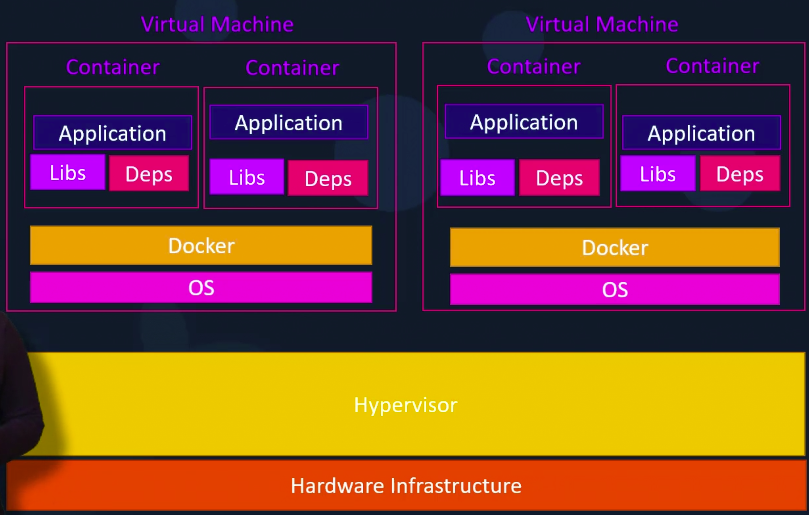 Virtual Machine
Virtual Machine
Container
Container
Container
Container
Application
Application
Application
Application
Libs
Deps
Libs
Deps
Libs
Deps
Libs
Deps
Docker
Docker
OS
OS
Hypervisor
Hardware Infrastructure